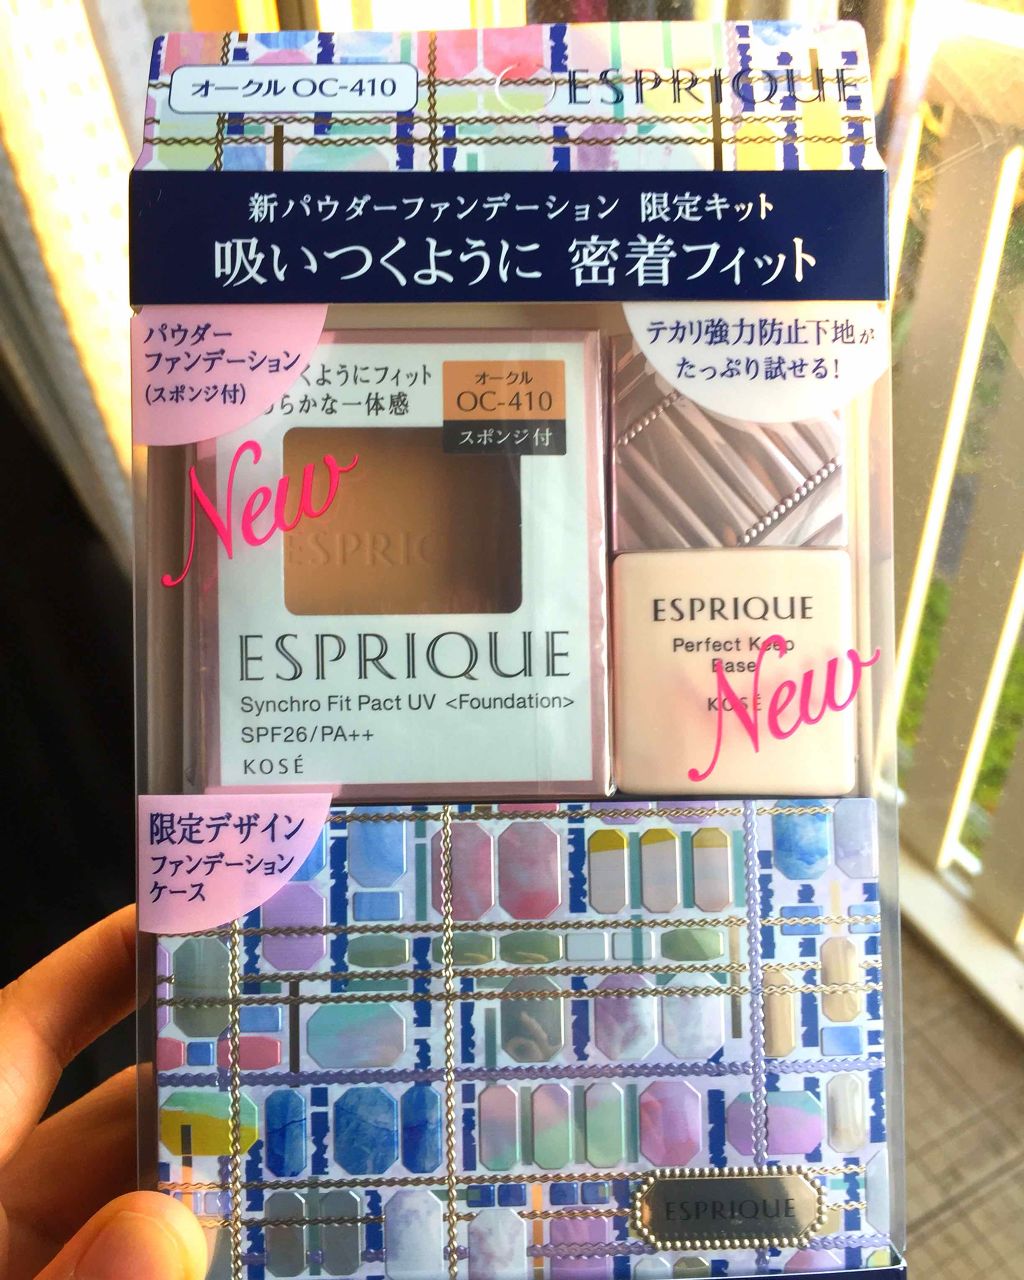 オークル OC-410
ESPRIQUE
新パウダーファンデーション 限定キット
吸いつくように 密着フィット
パウダー
ファンデーション
(スポンジ付)
テカリ強力防止下地が
たっぷり試せる!
くようにフィット
らかな一体感
オークル
OC-410
スポンジ付
New
ESPRIQ
ESPRIQUE
Synchro Fit Pact UV <Foundation>
SPF26/PA++
KOSÉ
ESPRIQUE
Perfect Keep
Base
KOSÉ
New
限定デザイン
ファンデーション
ケース
ESPRIQUE